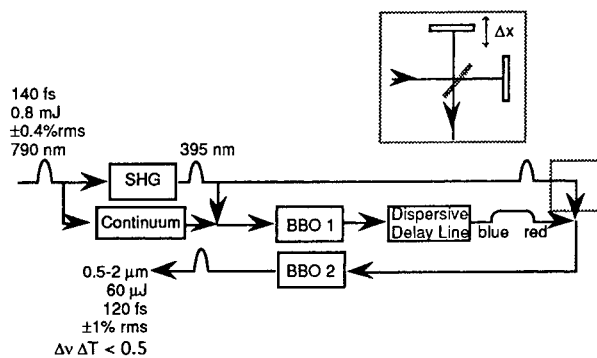 Δx
140 fs
0.8 mJ
±0.4%rms
790 nm
395 nm
SHG
Continuum
BBO 1
Dispersive
Delay Line
blue
red
BBO 2
0.5-2 μm
60 μJ
120 fs
±1% rms
Δν ΔT < 0.5